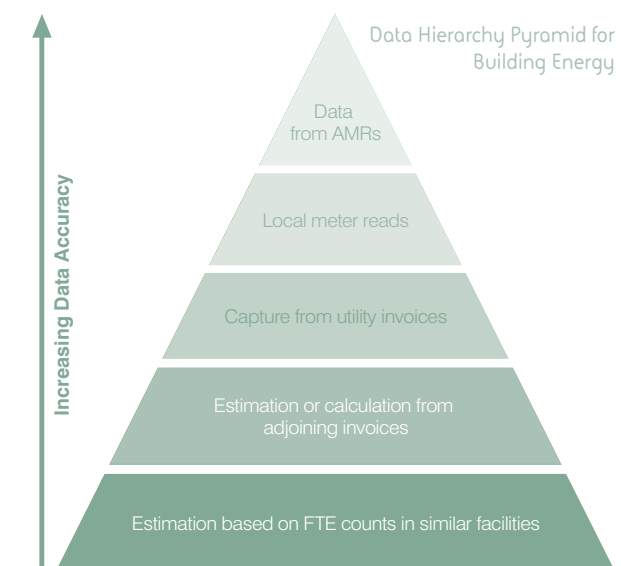 Data Hierarchy Pyramid for
Building Energy
Data
from AMRs
Local meter reads
Capture from utility invoices
Estimation or calculation from
adjoining invoices
Estimation based on FTE counts in similar facilities
Increasing Data Accuracy